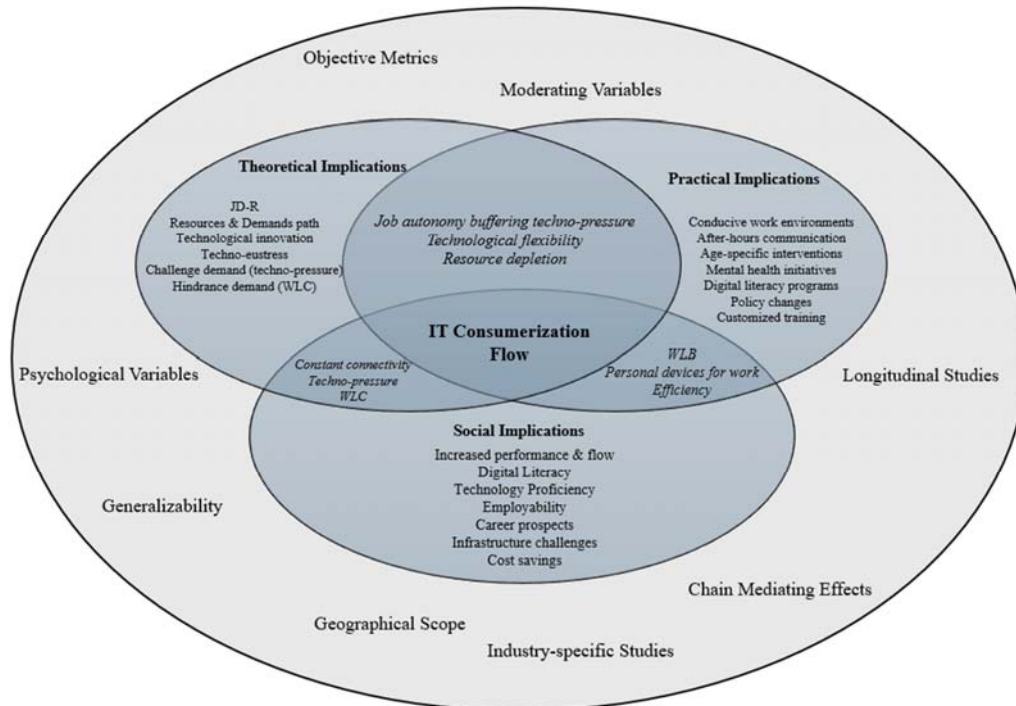 Objective Metrics
Moderating Variables
Theoretical Implications
JD-R
Resources & Demands path
Technological innovation
Techno-eustress
Challenge demand (techno-pressure)
Hindrance demand (WLC)
Job autonomy buffering techno-pressure
Technological flexibility
Resource depletion
Practical Implications
Conducive work environments
After-hours communication
Age-specific interventions
Mental health initiatives
Digital literacy programs
Policy changes
Customized training
IT Consumerization
Flow
Constant connectivity
Techno-pressure
WLC
WLB
Personal devices for work
Efficiency
Psychological Variables
Longitudinal Studies
Social Implications
Increased performance & flow
Digital Literacy
Technology Proficiency
Employability
Career prospects
Infrastructure challenges
Cost savings
Generalizability
Chain Mediating Effects
Geographical Scope
Industry-specific Studies